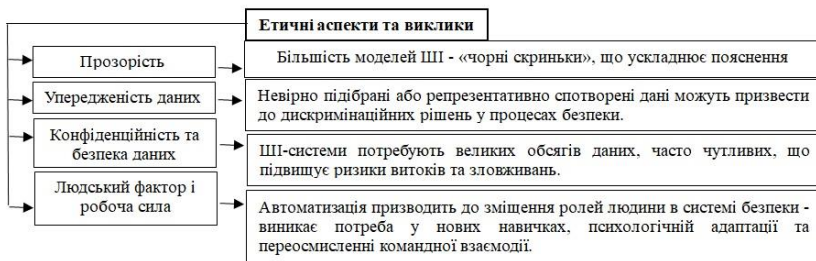 Етичні аспекти та виклики
Прозорість
Більшість моделей ШІ - «чорні скриньки», що ускладнює пояснення
Упередженість даних
Невірно підібрані або репрезентативно спотворені дані можуть призвести
до дискримінаційних рішень у процесах безпеки.
Конфіденційність та
безпека даних
ШІ-системи потребують великих обсягів даних, часто чутливих, що
підвищує ризики витоків та зловживань.
Людський фактор і
робоча сила
Автоматизація призводить до зміщення ролей людини в системі безпеки -
виникає потреба у нових навичках, психологічній адаптації та
переосмисленні командної взаємодії.